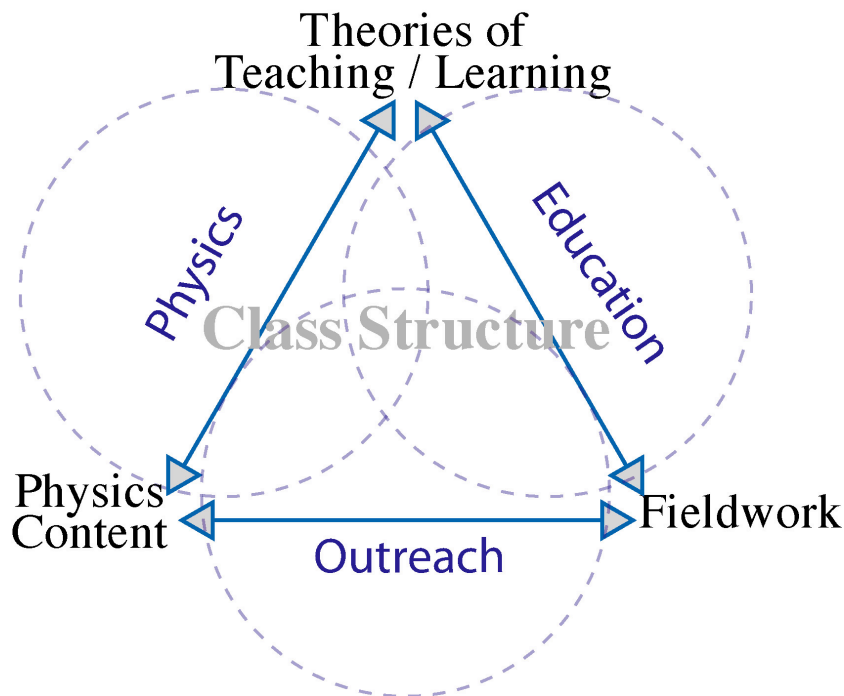 Theories of
Teaching / Learning
Physics
Education
Class Structure
Physics
Content
Fieldwork
Outreach